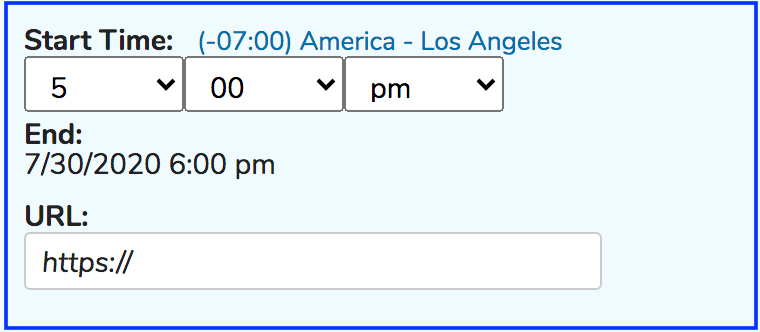 Start Time: (-07:00) America - Los Angeles
5 00 pm
End:
7/30/2020 6:00 pm
URL:
https://